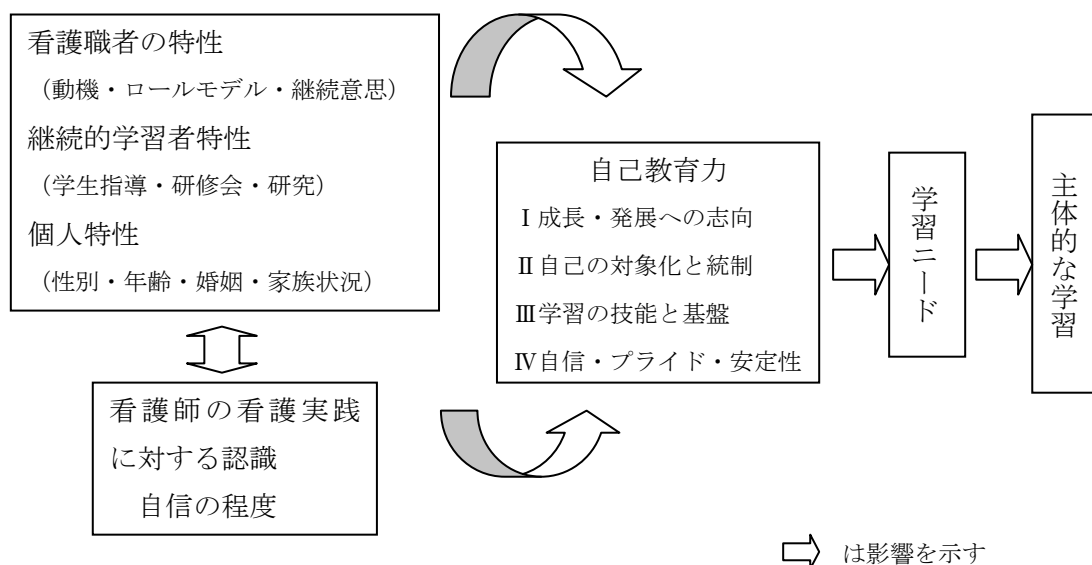 看護職者の特性
（動機・ロールモデル・継続意思）
継続的学習者特性
（学生指導・研修会・研究）
個人特性
（性別・年齢・婚姻・家族状況）
看護師の看護実践
に対する認識
自信の程度
自己教育力
Ⅰ成長・発展への志向
Ⅱ自己の対象化と統制
Ⅲ学習の技能と基盤
Ⅳ自信・プライド・安定性
学習ニード
主体的な学習
は影響を示す